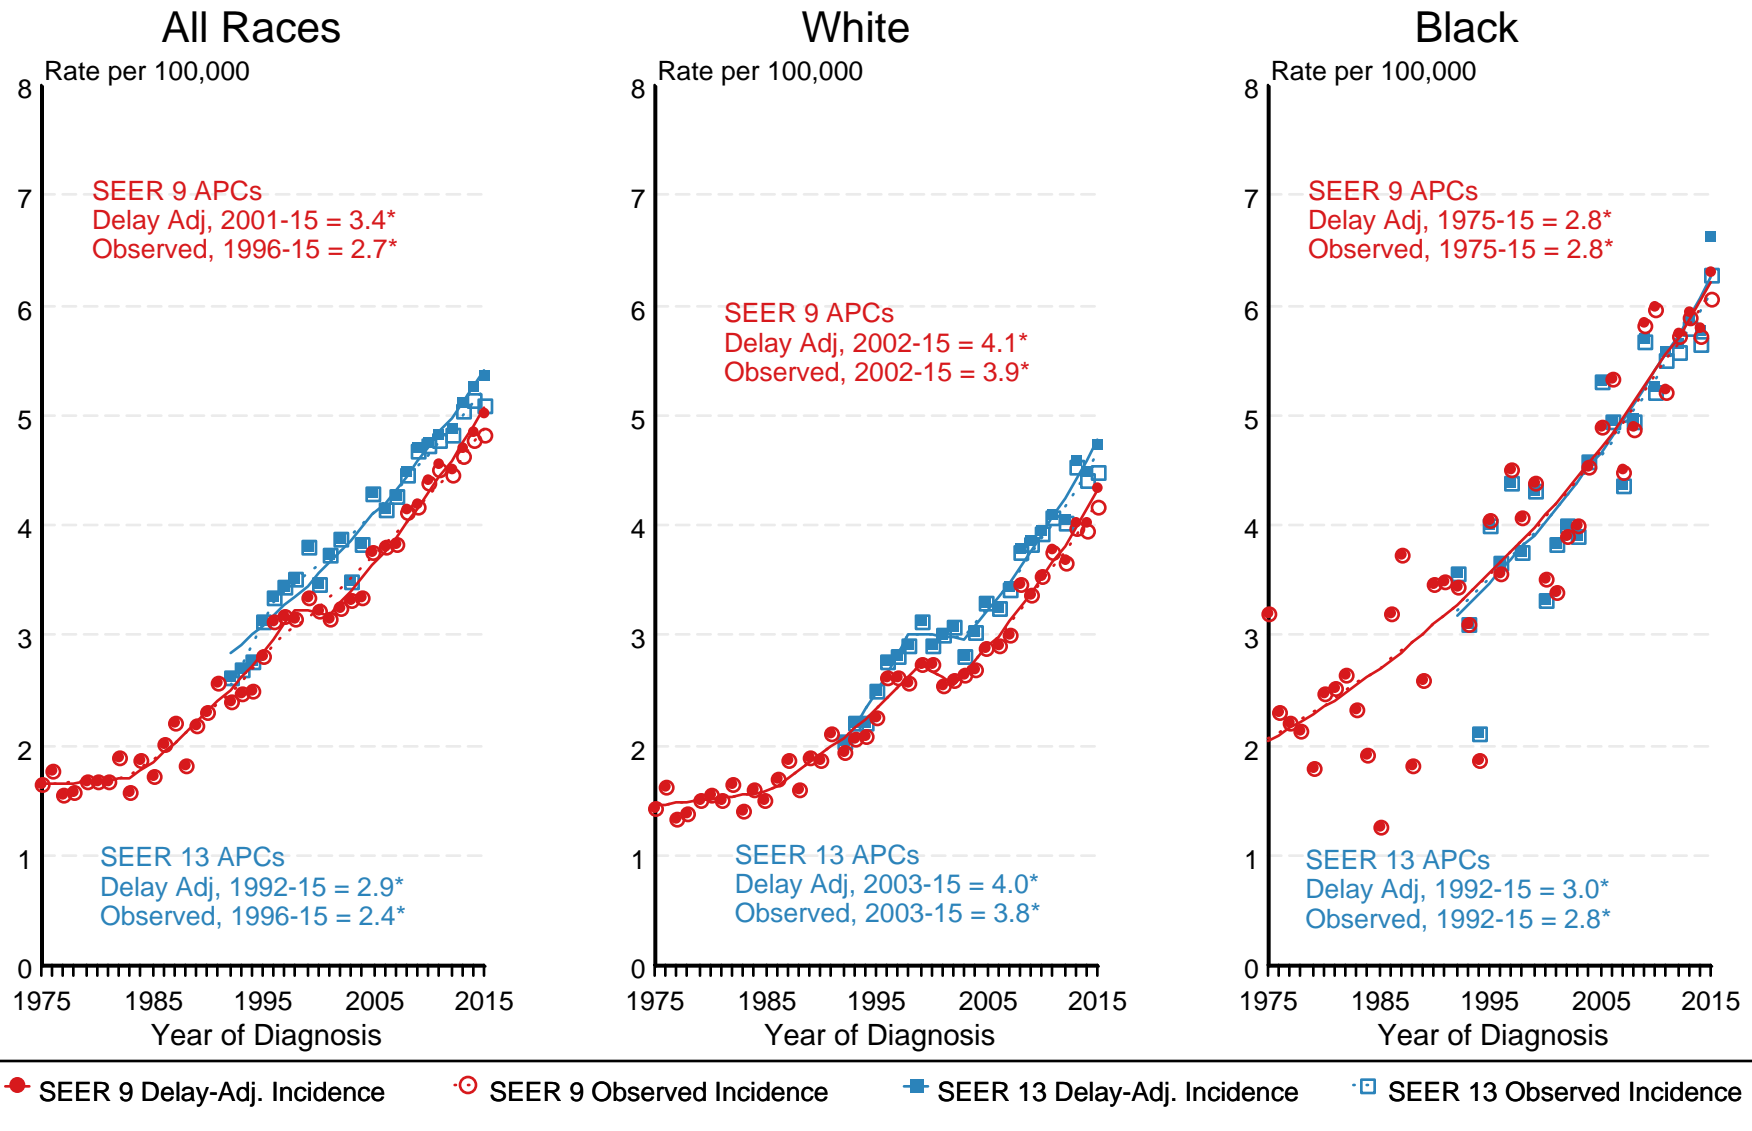 All Races
Rate per 100,000
8
7
6
5
4
3
2
1
0
SEER 9 APCs
Delay Adj, 2001-15 = 3.4*
Observed, 1996-15 = 2.7*
SEER 13 APCs
Delay Adj, 1992-15 = 2.9*
Observed, 1996-15 = 2.4*
1975 1985 1995 2005 2015
Year of Diagnosis
White
Rate per 100,000
8
7
6
5
4
3
2
1
0
SEER 9 APCs
Delay Adj, 2002-15 = 4.1*
Observed, 2002-15 = 3.9*
SEER 13 APCs
Delay Adj, 2003-15 = 4.0*
Observed, 2003-15 = 3.8*
1975 1985 1995 2005 2015
Year of Diagnosis
Black
Rate per 100,000
8
7
6
5
4
3
2
1
0
SEER 9 APCs
Delay Adj, 1975-15 = 2.8*
Observed, 1975-15 = 2.8*
SEER 13 APCs
Delay Adj, 1992-15 = 3.0*
Observed, 1992-15 = 2.8*
1975 1985 1995 2005 2015
Year of Diagnosis
SEER 9 Delay-Adj. Incidence
SEER 9 Observed Incidence
SEER 13 Delay-Adj. Incidence
SEER 13 Observed Incidence